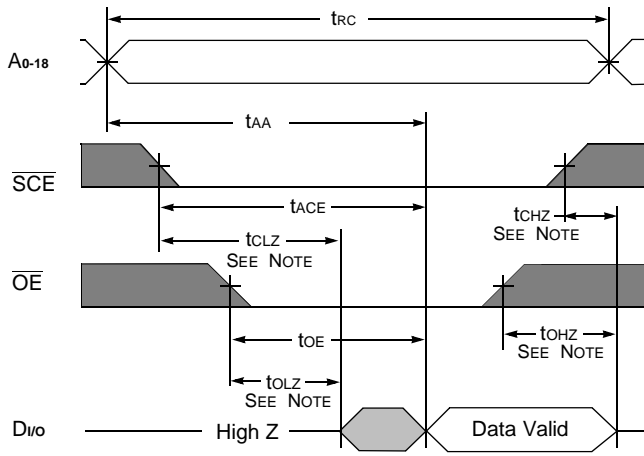 tRC
A0-18
tAA
SCE
tACE
tCHZ
SEE NOTE
tCLZ
SEE NOTE
OE
tOE
tOHZ
SEE NOTE
tOLZ
SEE NOTE
DI/O
High Z
Data Valid